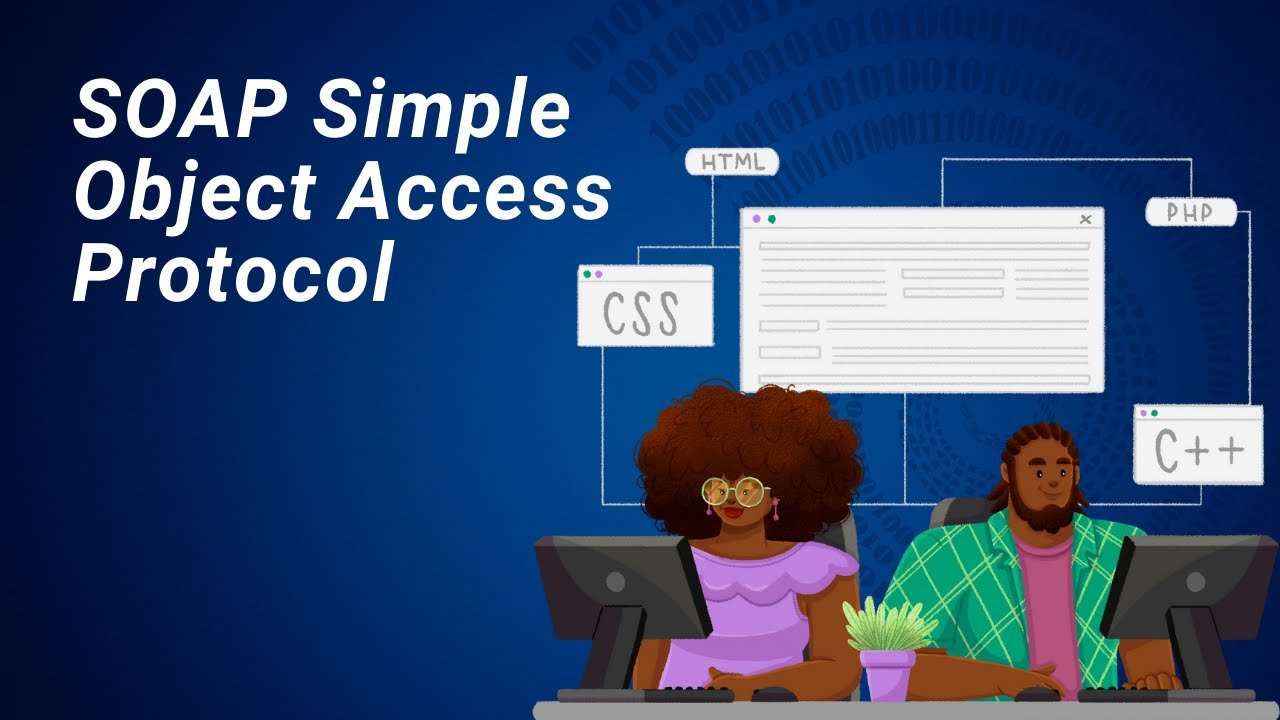 SOAP Simple
Object Access
Protocol
HTML
PHP
CSS
C++